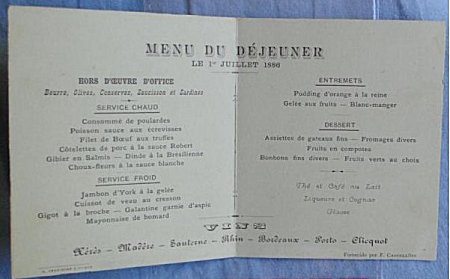 MENU DU DÉJEUNER
LE 1er JUILLET 1886
HORS D'ŒUVRE D'OFFICE
Beurre, Olives, Conserves, Saucisson et Sardines
SERVICE CHAUD
Consommé de poulardes
Poisson sauce aux écrevisses
Filet de Bœuf aux truffes
Côtelettes de porc à la sauce Robert
Gibier en Salmis — Dinde à la Bresilienne
Choux-fleurs à la sauce blanche
SERVICE FROID
Jambon d'York à la gelée
Cuissot de veau au cresson
Gigot à la broche — Galantine garnie d'aspic
Mayonnaise de homard
ENTREMETS
Pudding d'orange à la reine
Gelée aux fruits — Blanc-manger
DESSERT
Assiettes de gateaux fins — Fromages divers
Fruits en compotes
Bonbons fins divers — Fruits verts au choix
Thé et Café au Lait
Liqueurs et Cognac
Glasse
VINS
Xérès - Madère - Sauterne - Rhin - Bordeaux - Porto - Clicquot